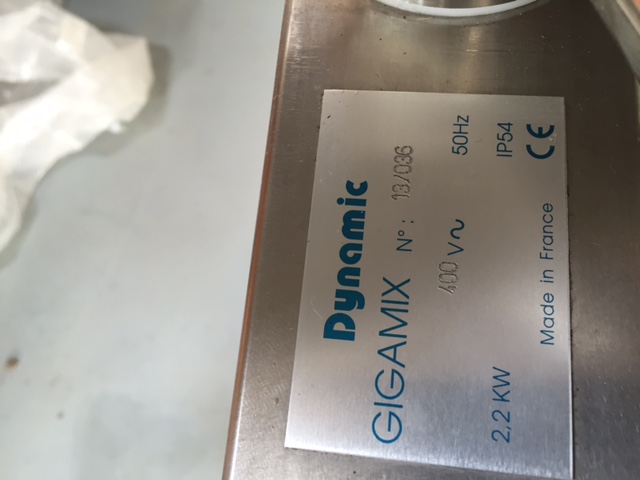 Dynamic
GIGAMIX N° : 13/036
400 V~ 50Hz
2,2 KW IP54
Made in France CE